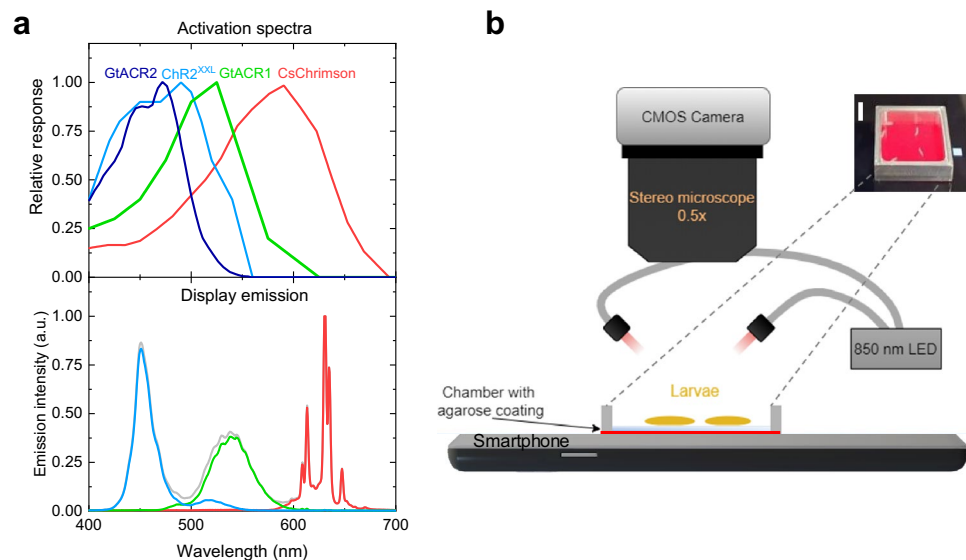 a
Activation spectra
GtACR2 ChR2^XXL GtACR1 CsChrimson
Relative response
1.00
0.75
0.50
0.25
0.00
Display emission
Emission intensity (a.u.)
1.00
0.75
0.50
0.25
0.00
400 500 600 700
Wavelength (nm)
b
CMOS Camera
Stereo microscope
0.5x
850 nm LED
Chamber with
agarose coating
Larvae
Smartphone